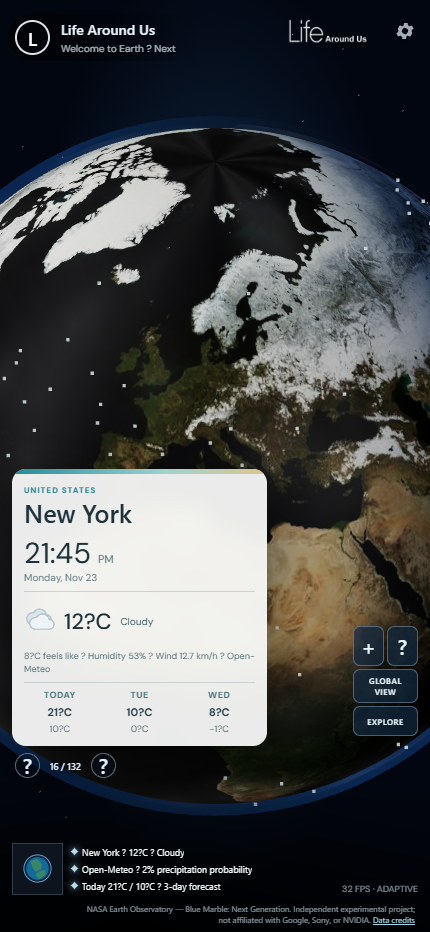 L
Life Around Us
Welcome to Earth ? Next
Life Around Us
UNITED STATES
New York
21:45 PM
Monday, Nov 23
12?C Cloudy
8?C feels like ? Humidity 53% ? Wind 12.7 km/h ? Open-
Meteo
TODAY TUE WED
21?C 10?C 8?C
10?C 0?C -1?C
+ ?
GLOBAL
VIEW
EXPLORE
? 16 / 132 ?
✦ New York ? 12?C ? Cloudy
✦ Open-Meteo ? 2% precipitation probability
✦ Today 21?C / 10?C ? 3-day forecast
32 FPS · ADAPTIVE
NASA Earth Observatory — Blue Marble: Next Generation. Independent experimental project;
not affiliated with Google, Sony, or NVIDIA. Data credits